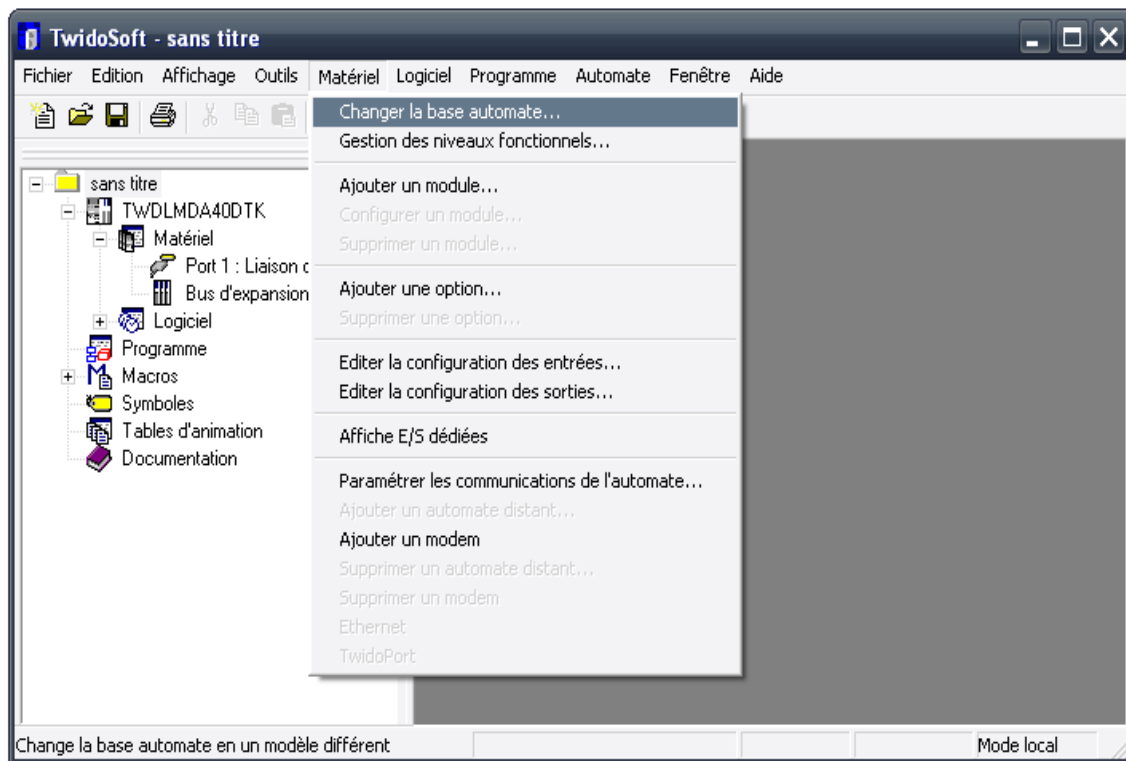 TwidoSoft - sans titre
Fichier Edition Affichage Outils Matériel Logiciel Programme Automate Fenêtre Aide
Changer la base automate...
Gestion des niveaux fonctionnels...
Ajouter un module...
Configurer un module...
Supprimer un module...
Ajouter une option...
Supprimer une option...
Editer la configuration des entrées...
Editer la configuration des sorties...
Affiche E/S dédiées
Paramétrer les communications de l'automate...
Ajouter un automate distant...
Ajouter un modem
Supprimer un automate distant...
Supprimer un modem
Ethernet
TwidoPort
sans titre
TWDLMDA40DTK
Matériel
Port 1 : Liaison
Bus d'expansion
Logiciel
Programme
Macros
Symboles
Tables d'animation
Documentation
Change la base automate en un modèle différent
Mode local